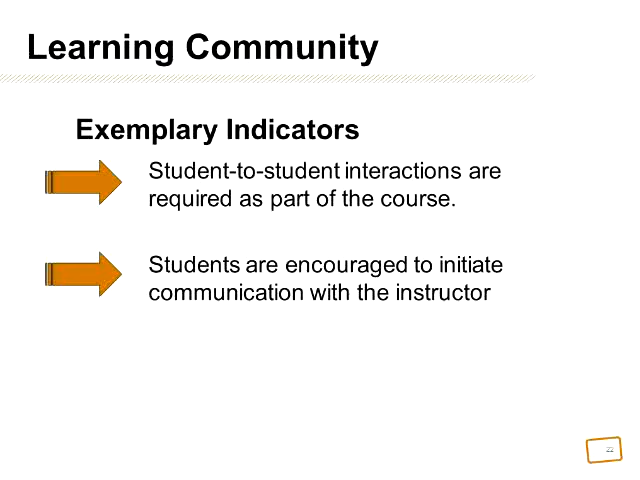 Learning Community
Exemplary Indicators
Student-to-student interactions are
required as part of the course.
Students are encouraged to initiate
communication with the instructor
22